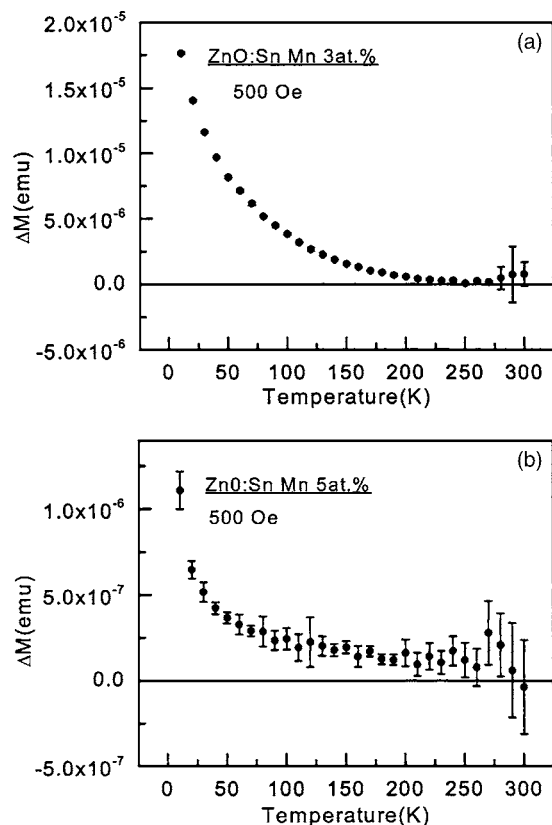 (a)
2.0x10⁻⁵
ZnO:Sn Mn 3at.%
500 Oe
1.5x10⁻⁵
1.0x10⁻⁵
5.0x10⁻⁶
0.0
-5.0x10⁻⁶
ΔM(emu)
0 50 100 150 200 250 300
Temperature(K)
(b)
Zn0:Sn Mn 5at.%
500 Oe
1.0x10⁻⁶
5.0x10⁻⁷
0.0
-5.0x10⁻⁷
ΔM(emu)
0 50 100 150 200 250 300
Temperature(K)